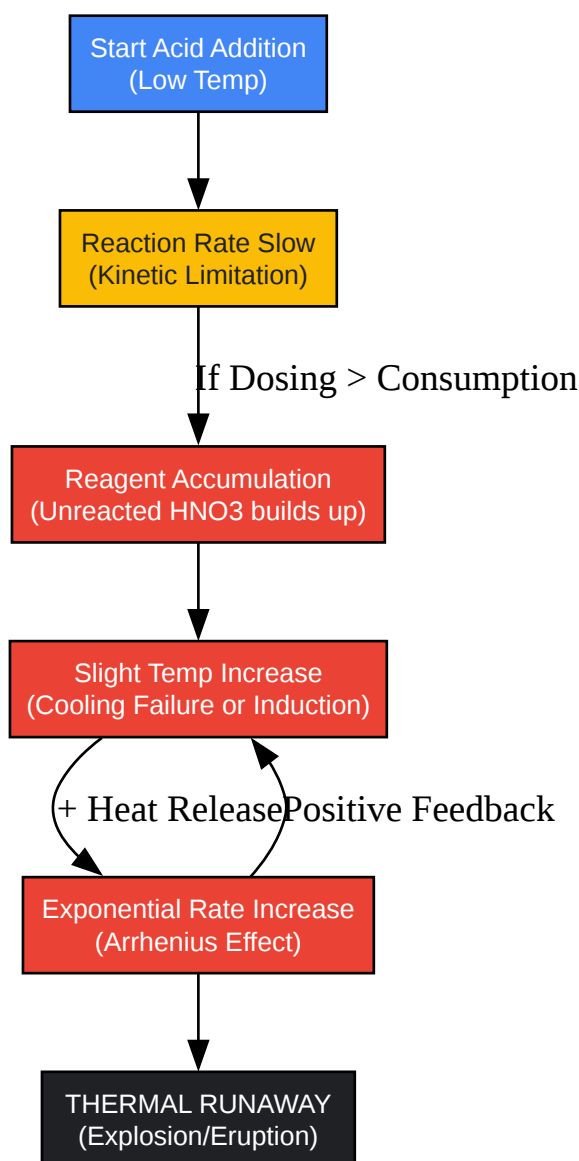 Start Acid Addition
(Low Temp)
Reaction Rate Slow
(Kinetic Limitation)
If Dosing > Consumption
Reagent Accumulation
(Unreacted HNO3 builds up)
Slight Temp Increase
(Cooling Failure or Induction)
+ Heat Release
Positive Feedback
Exponential Rate Increase
(Arrhenius Effect)
THERMAL RUNAWAY
(Explosion/Eruption)